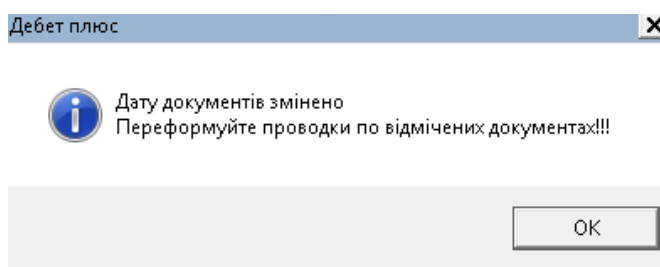 Дебет плюс
Дату документів змінено
Переформуйте проводки по відмічених документах!!!
OK